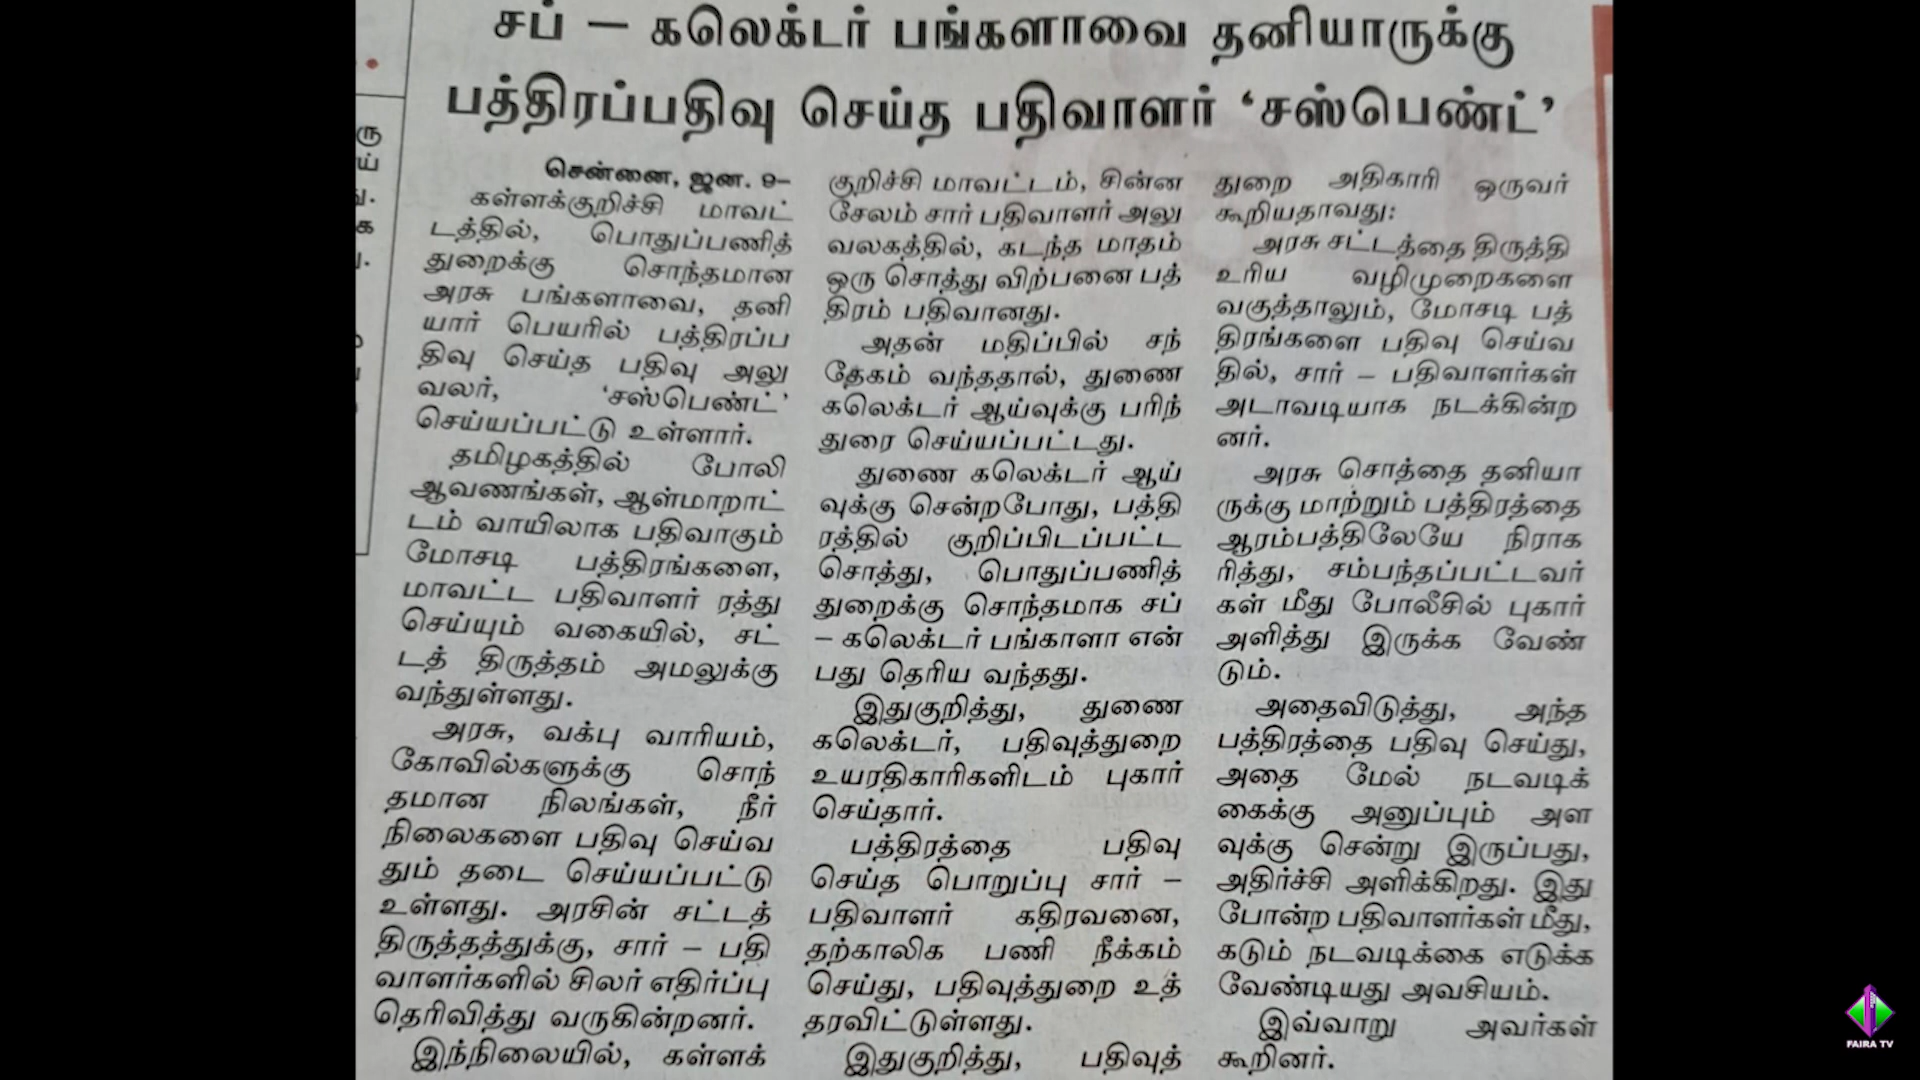 சப் – கலெக்டர் பங்களாவை தனியாருக்கு
பத்திரப்பதிவு செய்த பதிவாளர் ‘சஸ்பெண்ட்’
சென்னை, ஜன. 9–
கள்ளக்குறிச்சி மாவட்
டத்தில், பொதுப்பணித்
துறைக்கு சொந்தமான
அரசு பங்களாவை, தனி
யார் பெயரில் பத்திரப்ப
திவு செய்த பதிவு அலு
வலர், ‘சஸ்பெண்ட்’
செய்யப்பட்டு உள்ளார்.
தமிழகத்தில் போலி
ஆவணங்கள், ஆள்மாறாட்
டம் வாயிலாக பதிவாகும்
மோசடி பத்திரங்களை,
மாவட்ட பதிவாளர் ரத்து
செய்யும் வகையில், சட்
டத் திருத்தம் அமலுக்கு
வந்துள்ளது.
அரசு, வக்பு வாரியம்,
கோவில்களுக்கு சொந்
தமான நிலங்கள், நீர்
நிலைகளை பதிவு செய்வ
தும் தடை செய்யப்பட்டு
உள்ளது. அரசின் சட்டத்
திருத்தத்துக்கு, சார் – பதி
வாளர்களில் சிலர் எதிர்ப்பு
தெரிவித்து வருகின்றனர்.
இந்நிலையில், கள்ளக்
குறிச்சி மாவட்டம், சின்ன
சேலம் சார் பதிவாளர் அலு
வலகத்தில், கடந்த மாதம்
ஒரு சொத்து விற்பனை பத்
திரம் பதிவானது.
அதன் மதிப்பில் சந்
தேகம் வந்ததால், துணை
கலெக்டர் ஆய்வுக்கு பரிந்
துரை செய்யப்பட்டது.
துணை கலெக்டர் ஆய்
வுக்கு சென்றபோது, பத்தி
ரத்தில் குறிப்பிடப்பட்ட
சொத்து, பொதுப்பணித்
துறைக்கு சொந்தமாக சப்
– கலெக்டர் பங்காளா என்
பது தெரிய வந்தது.
இதுகுறித்து, துணை
கலெக்டர், பதிவுத்துறை
உயரதிகாரிகளிடம் புகார்
செய்தார்.
பத்திரத்தை பதிவு
செய்த பொறுப்பு சார் –
பதிவாளர் கதிரவனை,
தற்காலிக பணி நீக்கம்
செய்து, பதிவுத்துறை உத்
தரவிட்டுள்ளது.
இதுகுறித்து, பதிவுத்
துறை அதிகாரி ஒருவர்
கூறியதாவது:
அரசு சட்டத்தை திருத்தி
உரிய வழிமுறைகளை
வகுத்தாலும், மோசடி பத்
திரங்களை பதிவு செய்வ
தில், சார் – பதிவாளர்கள்
அடாவடியாக நடக்கின்ற
னர்.
அரசு சொத்தை தனியா
ருக்கு மாற்றும் பத்திரத்தை
ஆரம்பத்திலேயே நிராக
ரித்து, சம்பந்தப்பட்டவர்
கள் மீது போலீசில் புகார்
அளித்து இருக்க வேண்
டும்.
அதைவிடுத்து, அந்த
பத்திரத்தை பதிவு செய்து,
அதை மேல் நடவடிக்
கைக்கு அனுப்பும் அள
வுக்கு சென்று இருப்பது,
அதிர்ச்சி அளிக்கிறது. இது
போன்ற பதிவாளர்கள் மீது,
கடும் நடவடிக்கை எடுக்க
வேண்டியது அவசியம்.
இவ்வாறு அவர்கள்
கூறினர்.
FAIRA TV